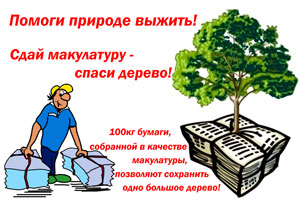 Помоги природе выжить!
Сдай макулатуру -
спаси дерево!
100кг бумаги,
собранной в качестве
макулатуры,
позволяют сохранить
одно большое дерево!